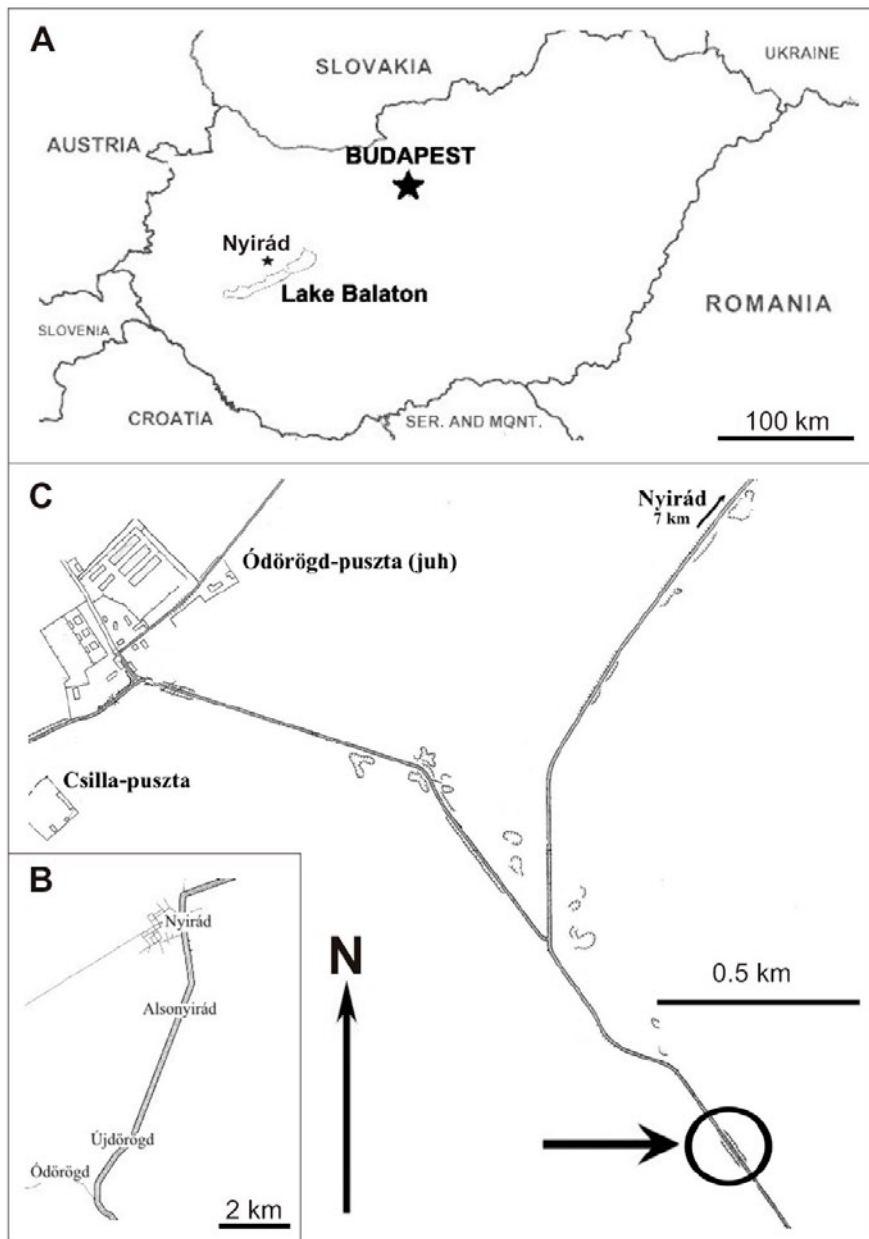 A
SLOVAKIA
UKRAINE
AUSTRIA
BUDAPEST
Nyirád
Lake Balaton
ROMANIA
SLOVENIA
CROATIA
SER. AND MQNT.
100 km
C
Nyirád
7 km
Ódörögd-puszta (juh)
Csilla-puszta
B
Nyirád
Alsonyirád
Újdörögd
Ódörögd
2 km
N
0.5 km